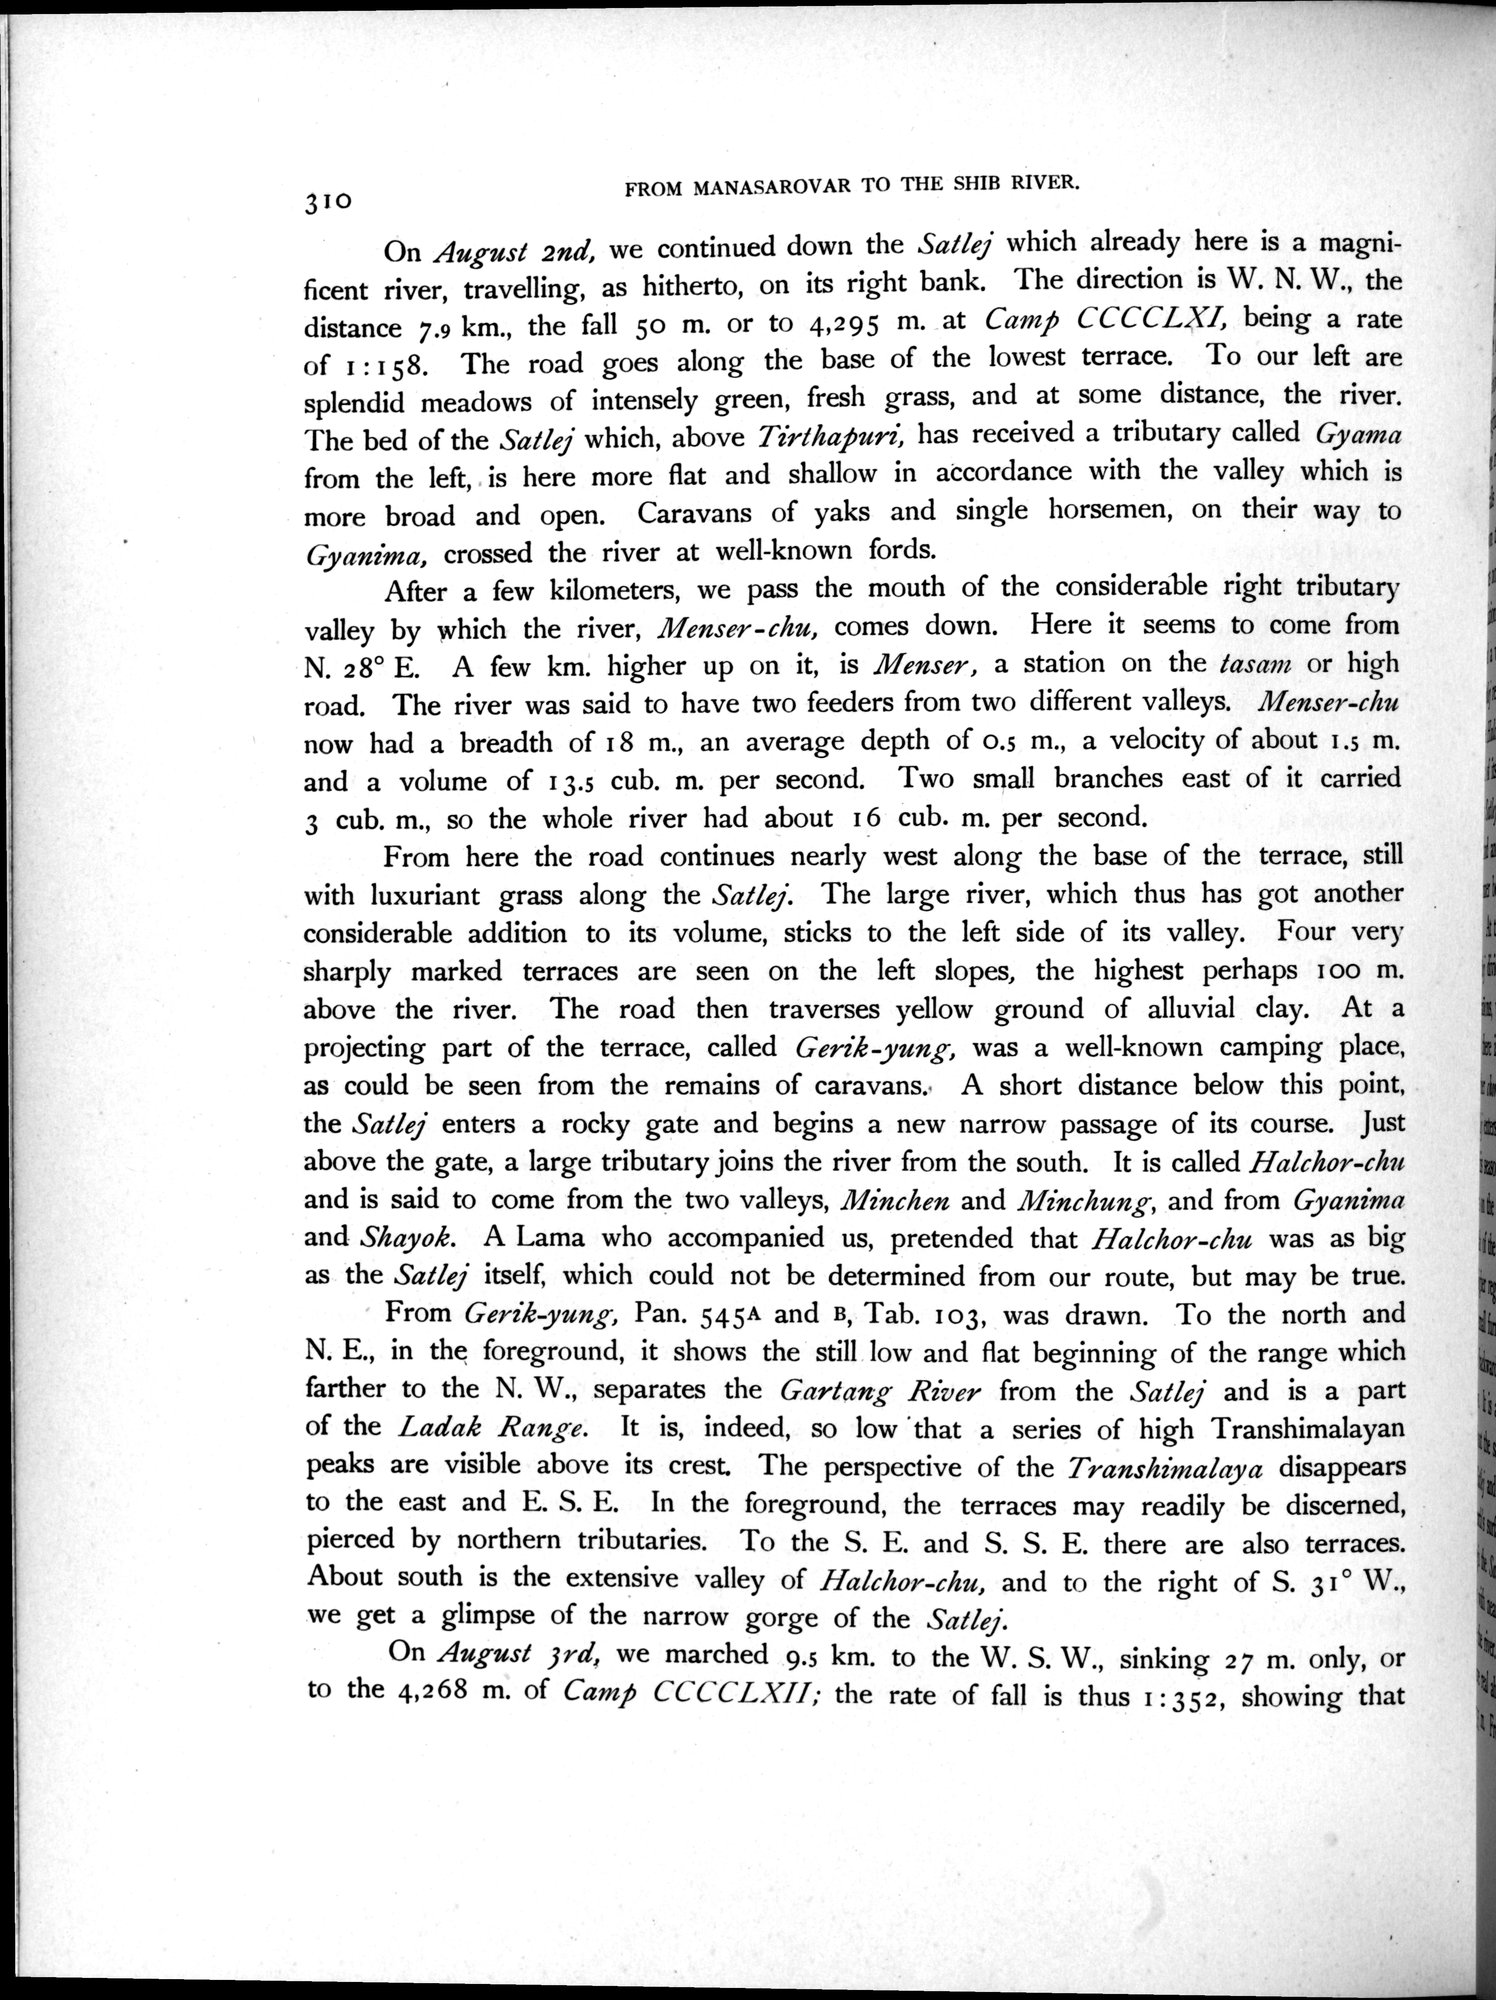 310
FROM MANASAROVAR TO THE SHIB RIVER.
On August 2nd, we continued down the Satlej which already here is a magni-
ficent river, travelling, as hitherto, on its right bank. The direction is W. N. W., the
distance 7.9 km., the fall 50 m. or to 4,295 m. at Camp CCCCLXI, being a rate
of 1:158. The road goes along the base of the lowest terrace. To our left are
splendid meadows of intensely green, fresh grass, and at some distance, the river.
The bed of the Satlej which, above Tirthapuri, has received a tributary called Gyama
from the left, is here more flat and shallow in accordance with the valley which is
more broad and open. Caravans of yaks and single horsemen, on their way to
Gyanima, crossed the river at well-known fords.
After a few kilometers, we pass the mouth of the considerable right tributary
valley by which the river, Menser-chu, comes down. Here it seems to come from
N. 28° E. A few km. higher up on it, is Menser, a station on the tasam or high
road. The river was said to have two feeders from two different valleys. Menser-chu
now had a breadth of 18 m., an average depth of 0.5 m., a velocity of about 1.5 m.
and a volume of 13.5 cub. m. per second. Two small branches east of it carried
3 cub. m., so the whole river had about 16 cub. m. per second.
From here the road continues nearly west along the base of the terrace, still
with luxuriant grass along the Satlej. The large river, which thus has got another
considerable addition to its volume, sticks to the left side of its valley. Four very
sharply marked terraces are seen on the left slopes, the highest perhaps 100 m.
above the river. The road then traverses yellow ground of alluvial clay. At a
projecting part of the terrace, called Gerik-yung, was a well-known camping place,
as could be seen from the remains of caravans. A short distance below this point,
the Satlej enters a rocky gate and begins a new narrow passage of its course. Just
above the gate, a large tributary joins the river from the south. It is called Halchor-chu
and is said to come from the two valleys, Minchen and Minchung, and from Gyanima
and Shayok. A Lama who accompanied us, pretended that Halchor-chu was as big
as the Satlej itself, which could not be determined from our route, but may be true.
From Gerik-yung, Pan. 545A and B, Tab. 103, was drawn. To the north and
N. E., in the foreground, it shows the still low and flat beginning of the range which
farther to the N. W., separates the Gartang River from the Satlej and is a part
of the Ladak Range. It is, indeed, so low that a series of high Transhimalayan
peaks are visible above its crest. The perspective of the Transhimalaya disappears
to the east and E. S. E. In the foreground, the terraces may readily be discerned,
pierced by northern tributaries. To the S. E. and S. S. E. there are also terraces.
About south is the extensive valley of Halchor-chu, and to the right of S. 31° W.,
we get a glimpse of the narrow gorge of the Satlej.
On August 3rd, we marched 9.5 km. to the W. S. W., sinking 27 m. only, or
to the 4,268 m. of Camp CCCCLXII; the rate of fall is thus 1:352, showing that